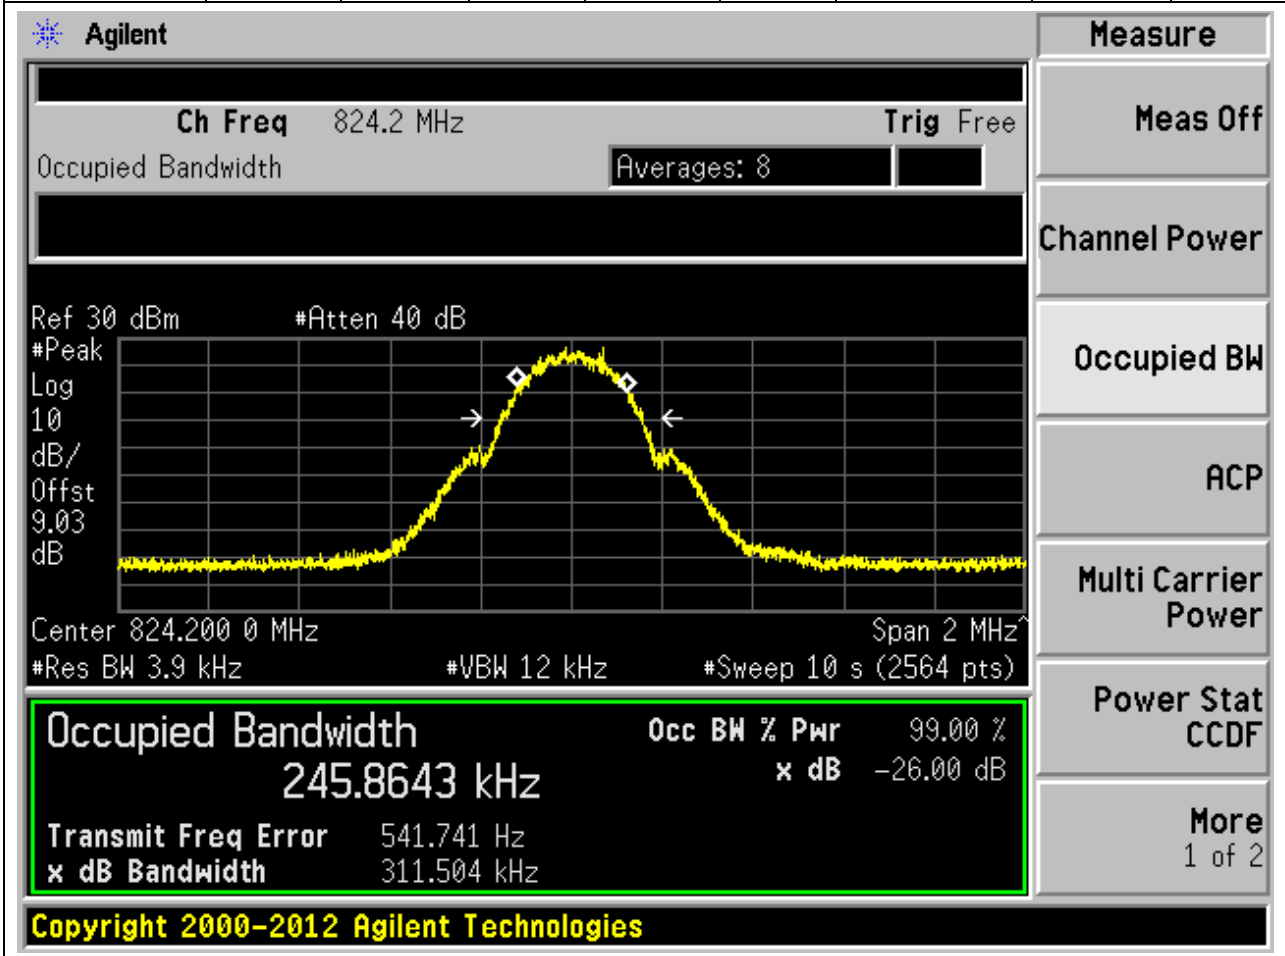 Agilent
Measure
Ch Freq 824.2 MHz Trig Free
Occupied Bandwidth Averages: 8
Meas Off
Channel Power
Occupied BW
ACP
Multi Carrier
Power
Power Stat
CCDF
More
1 of 2
Ref 30 dBm #Atten 40 dB
#Peak
Log
10
dB/
Offst
9.03
dB
Center 824.200 0 MHz Span 2 MHz^
#Res BW 3.9 kHz #VBW 12 kHz #Sweep 10 s (2564 pts)
Occupied Bandwidth Occ BW % Pwr 99.00 %
245.8643 kHz x dB -26.00 dB
Transmit Freq Error 541.741 Hz
x dB Bandwidth 311.504 kHz
Copyright 2000-2012 Agilent Technologies